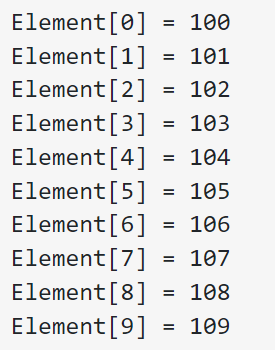 Element[0] = 100
Element[1] = 101
Element[2] = 102
Element[3] = 103
Element[4] = 104
Element[5] = 105
Element[6] = 106
Element[7] = 107
Element[8] = 108
Element[9] = 109